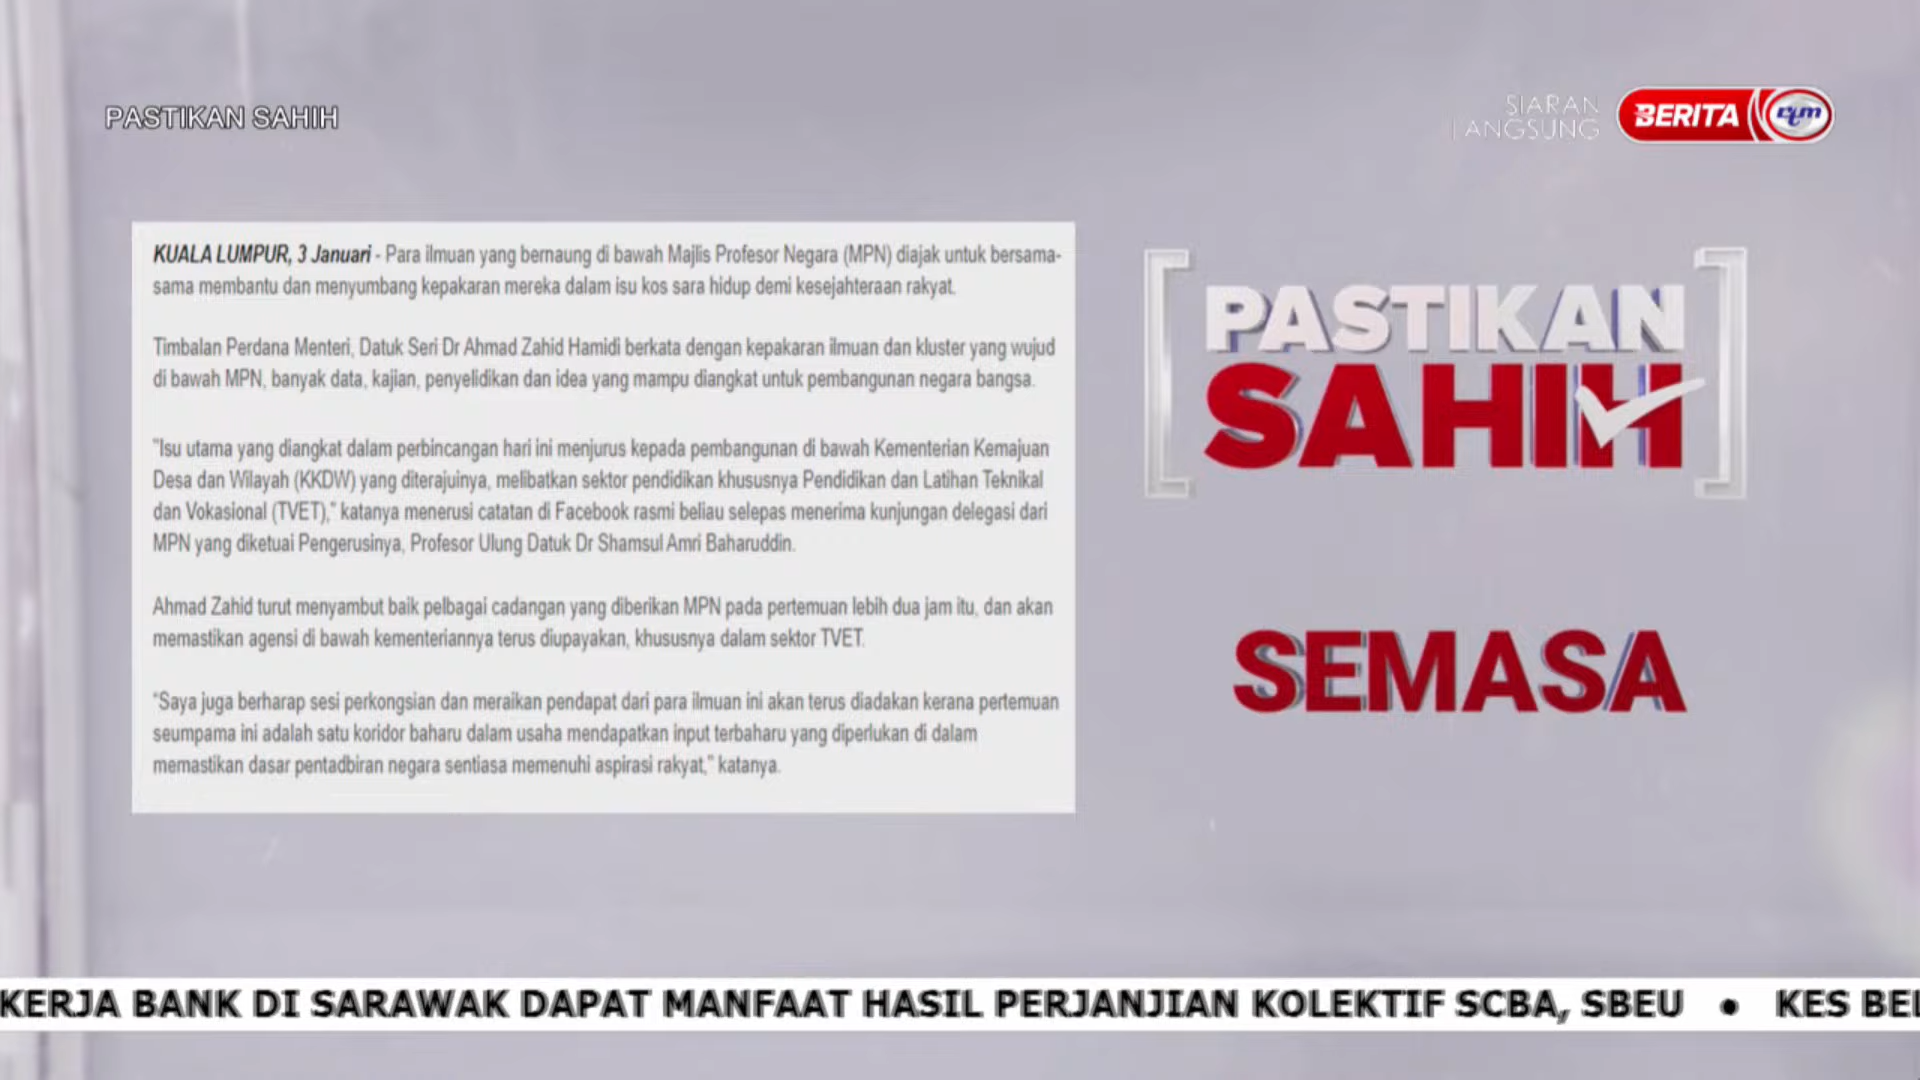 PASTIKAN SAHIH
SIARAN
LANGSUNG
BERITA rtm
KUALA LUMPUR, 3 Januari - Para ilmuan yang bernaung di bawah Majlis Profesor Negara (MPN) diajak untuk bersama-
sama membantu dan menyumbang kepakaran mereka dalam isu kos sara hidup demi kesejahteraan rakyat.
Timbalan Perdana Menteri, Datuk Seri Dr Ahmad Zahid Hamidi berkata dengan kepakaran ilmuan dan kluster yang wujud
di bawah MPN, banyak data, kajian, penyelidikan dan idea yang mampu diangkat untuk pembangunan negara bangsa.
"Isu utama yang diangkat dalam perbincangan hari ini menjurus kepada pembangunan di bawah Kementerian Kemajuan
Desa dan Wilayah (KKDW) yang diterajuinya, melibatkan sektor pendidikan khususnya Pendidikan dan Latihan Teknikal
dan Vokasional (TVET)," katanya menerusi catatan di Facebook rasmi beliau selepas menerima kunjungan delegasi dari
MPN yang diketuai Pengerusinya, Profesor Ulung Datuk Dr Shamsul Amri Baharuddin.
Ahmad Zahid turut menyambut baik pelbagai cadangan yang diberikan MPN pada pertemuan lebih dua jam itu, dan akan
memastikan agensi di bawah kementeriannya terus diupayakan, khususnya dalam sektor TVET.
"Saya juga berharap sesi perkongsian dan meraikan pendapat dari para ilmuan ini akan terus diadakan kerana pertemuan
seumpama ini adalah satu koridor baharu dalam usaha mendapatkan input terbaharu yang diperlukan di dalam
memastikan dasar pentadbiran negara sentiasa memenuhi aspirasi rakyat," katanya.
PASTIKAN
SAHIH
SEMASA
KERJA BANK DI SARAWAK DAPAT MANFAAT HASIL PERJANJIAN KOLEKTIF SCBA, SBEU • KES BEL